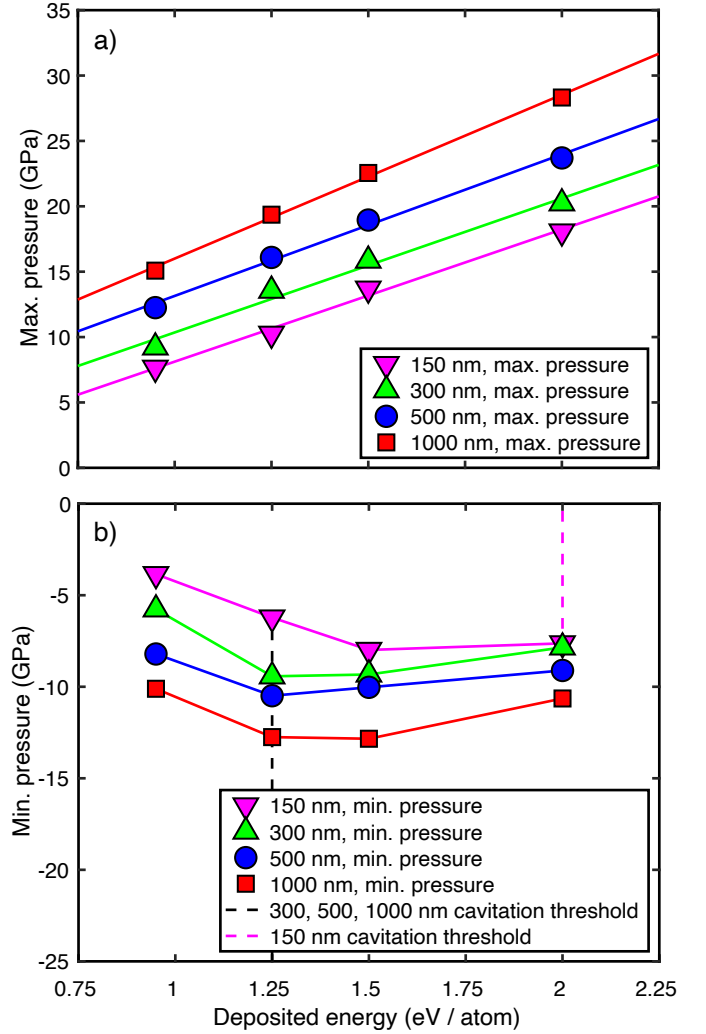 35
30
25
20
15
10
5
0
Max. pressure (GPa)
a)
150 nm, max. pressure
300 nm, max. pressure
500 nm, max. pressure
1000 nm, max. pressure
0
-5
-10
-15
-20
-25
Min. pressure (GPa)
b)
150 nm, min. pressure
300 nm, min. pressure
500 nm, min. pressure
1000 nm, min. pressure
300, 500, 1000 nm cavitation threshold
150 nm cavitation threshold
0.75 1 1.25 1.5 1.75 2 2.25
Deposited energy (eV / atom)